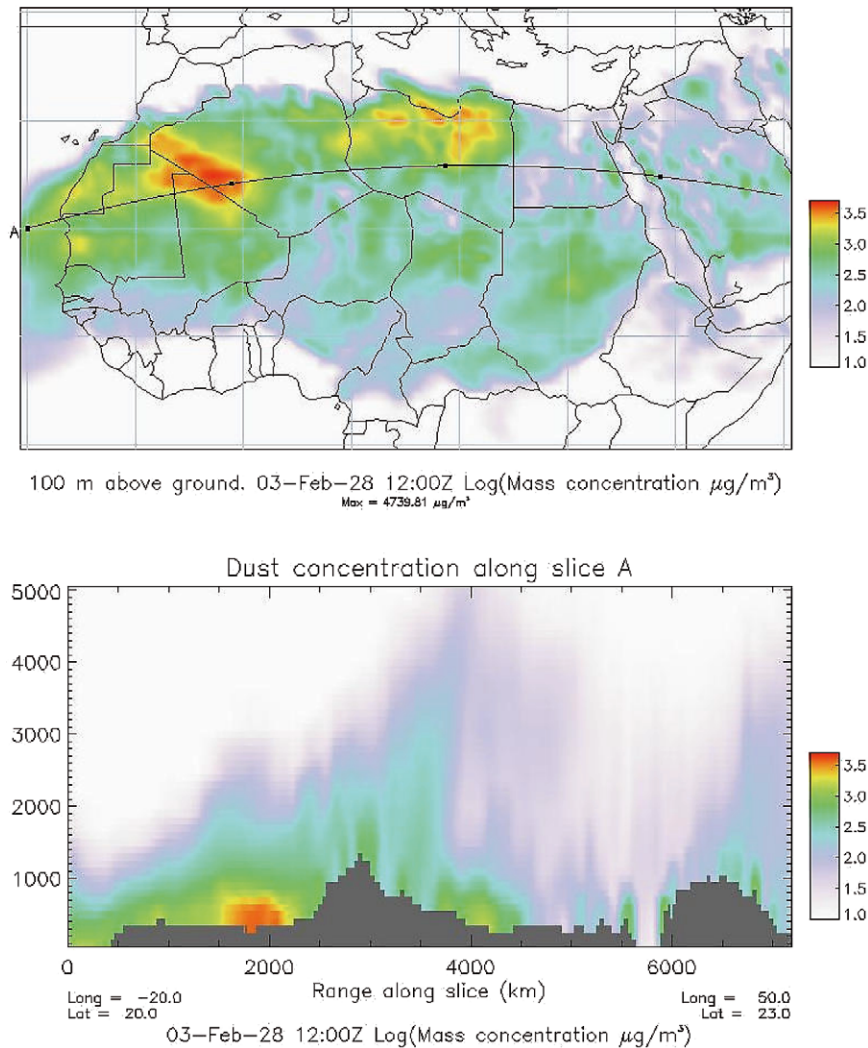 A
3.5
3.0
2.5
2.0
1.5
1.0
100 m above ground. 03-Feb-28 12:00Z Log(Mass concentration μg/m³)
Max = 4739.81 μg/m³
Dust concentration along slice A
5000
4000
3000
2000
1000
3.5
3.0
2.5
2.0
1.5
1.0
0 2000 4000 6000
Range along slice (km)
Long = -20.0
Lat = 20.0
Long = 50.0
Lat = 23.0
03-Feb-28 12:00Z Log(Mass concentration μg/m³)